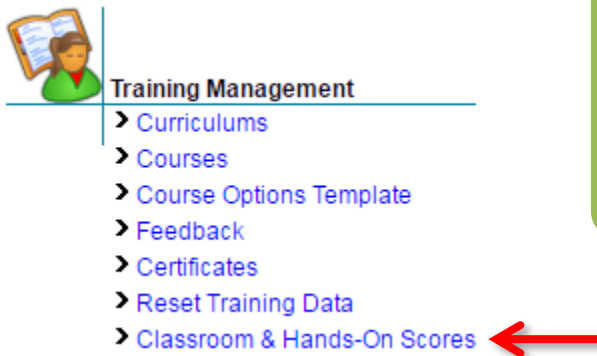 Training Management
Curriculums
Courses
Course Options Template
Feedback
Certificates
Reset Training Data
Classroom & Hands-On Scores